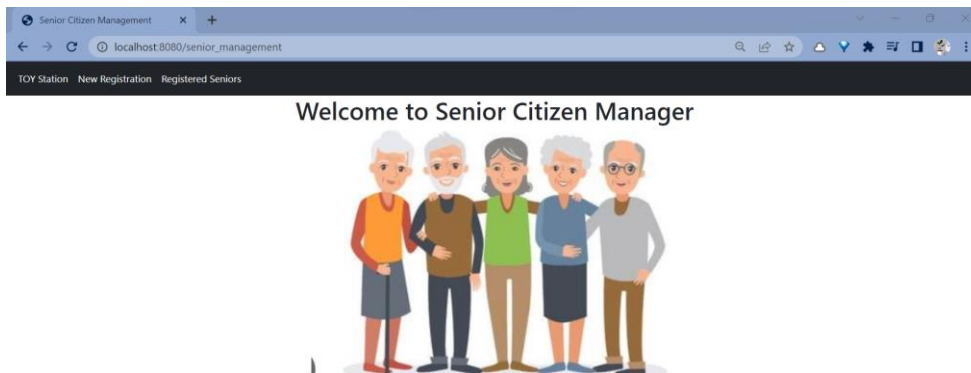 Senior Citizen Management
localhost:8080/senior_management
TOY Station New Registration Registered Seniors
Welcome to Senior Citizen Manager